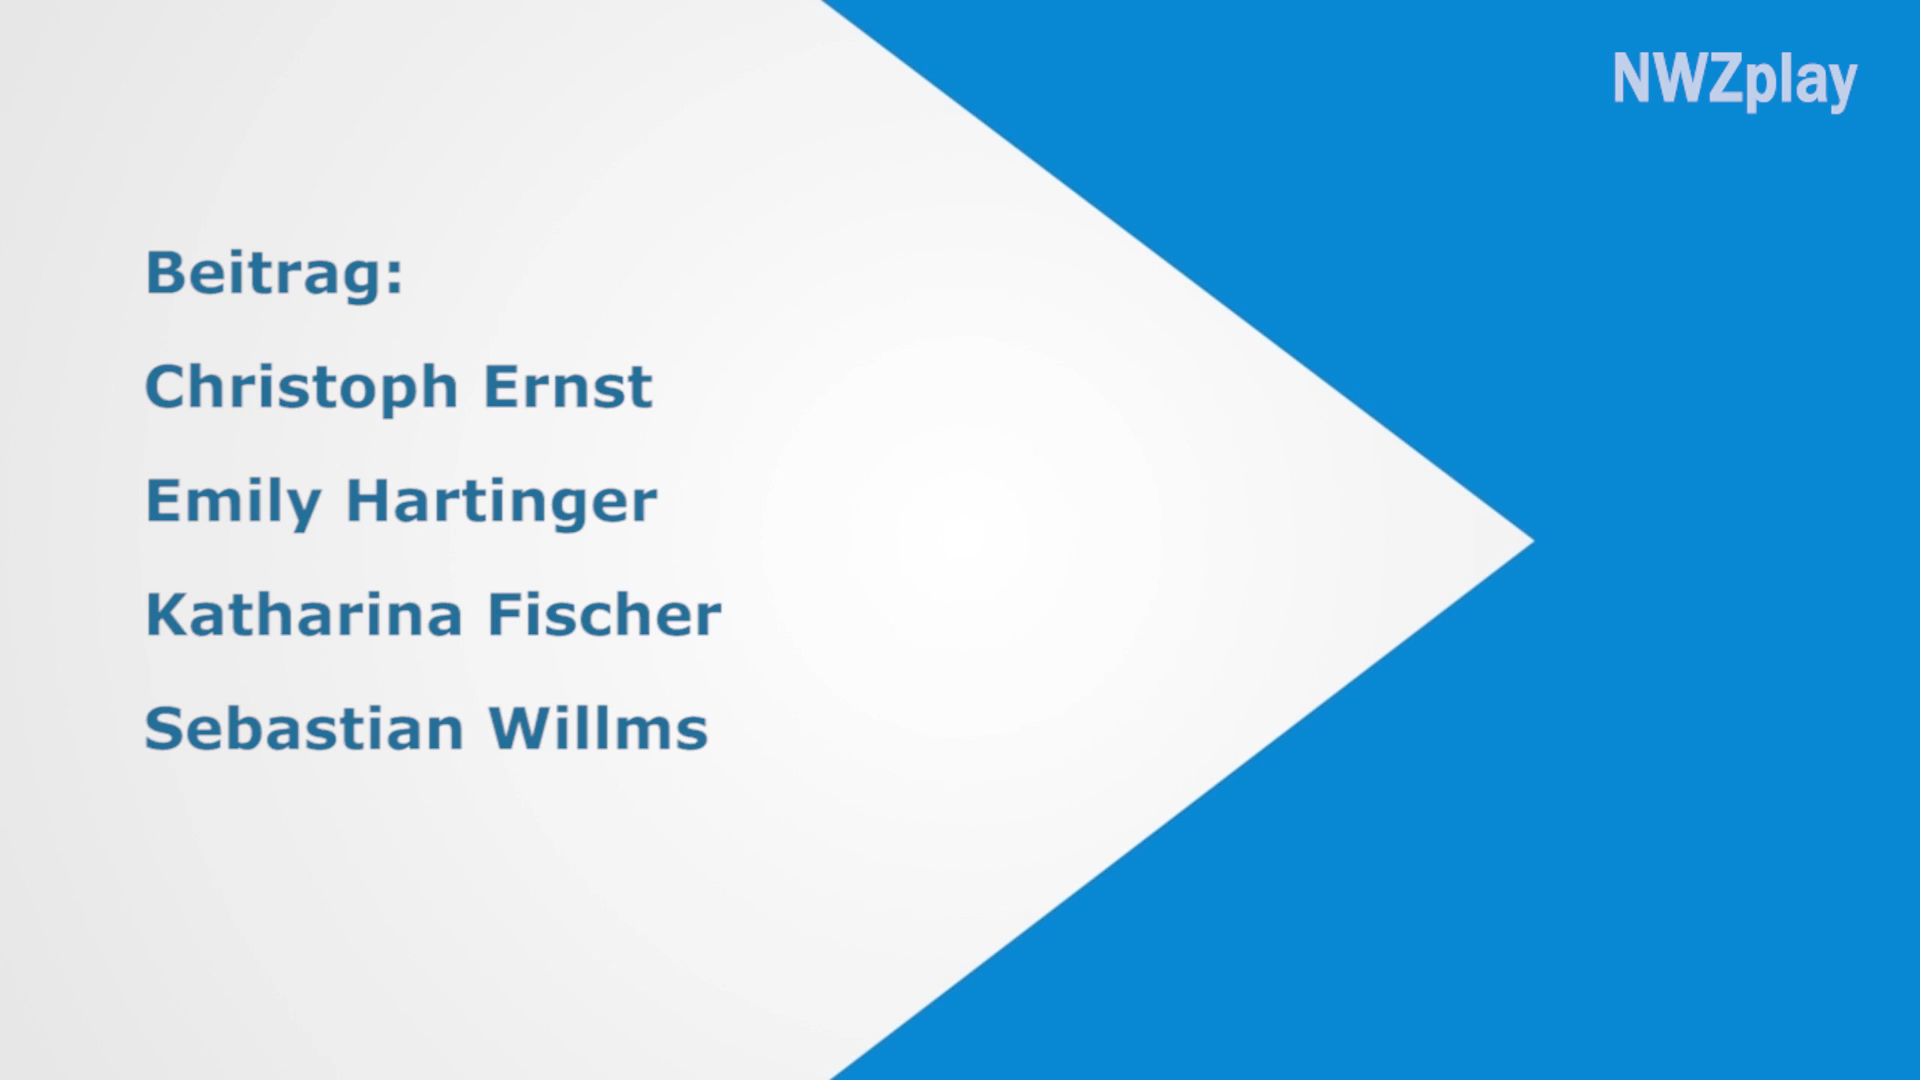 NWZplay
Beitrag:
Christoph Ernst
Emily Hartinger
Katharina Fischer
Sebastian Willms